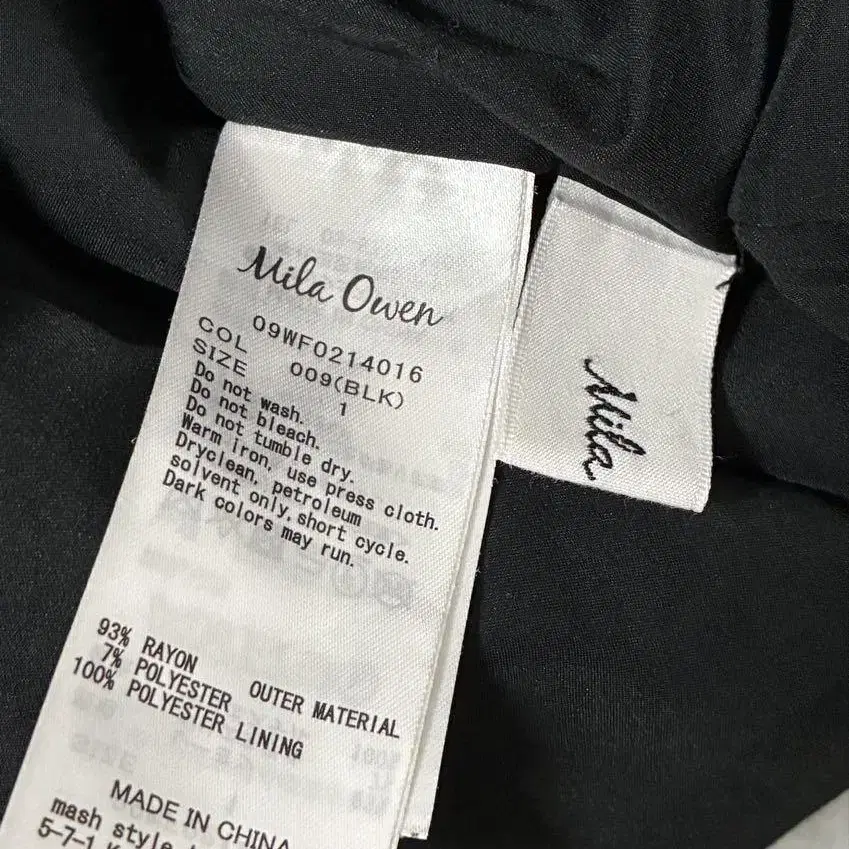 Mila Owen
09WF0214016
COL 009(BLK)
SIZE 1
Do not wash.
Do not bleach.
Do not tumble dry.
Warm iron, use press cloth.
Dryclean, petroleum
solvent only, short cycle.
Dark colors may run.
93% RAYON
7% POLYESTER OUTER MATERIAL
100% POLYESTER LINING
MADE IN CHINA
mash style
5-7-1
Mila